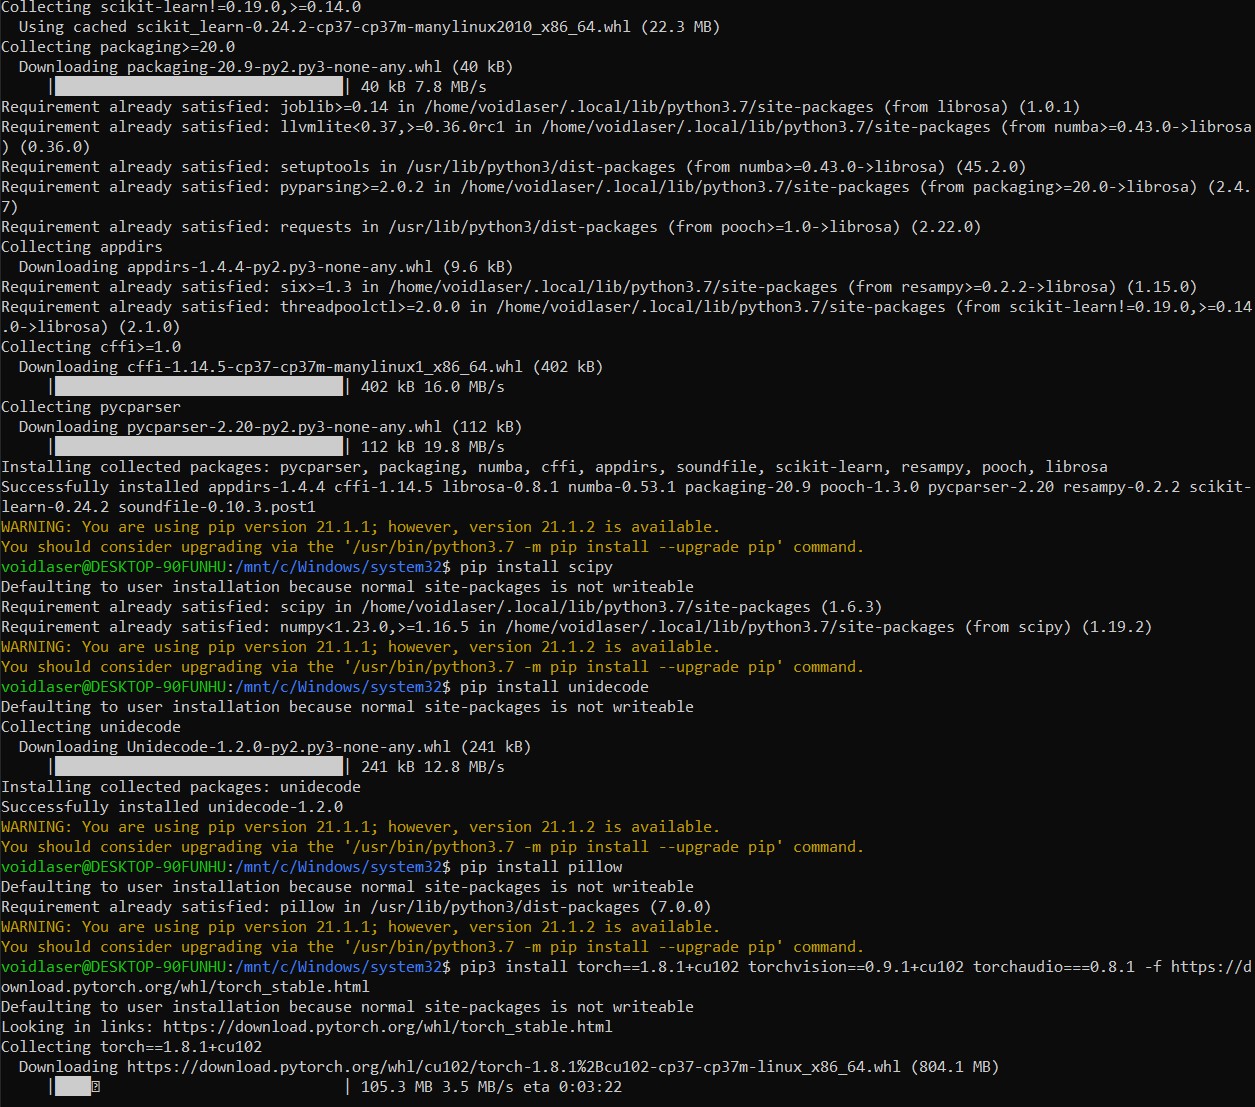 Collecting scikit-learn!=0.19.0,>=0.14.0
  Using cached scikit_learn-0.24.2-cp37-cp37m-manylinux2010_x86_64.whl (22.3 MB)
Collecting packaging>=20.0
  Downloading packaging-20.9-py2.py3-none-any.whl (40 kB)
     |████████████████████████████████| 40 kB 7.8 MB/s
Requirement already satisfied: joblib>=0.14 in /home/voidlaser/.local/lib/python3.7/site-packages (from librosa) (1.0.1)
Requirement already satisfied: llvmlite<0.37,>=0.36.0rc1 in /home/voidlaser/.local/lib/python3.7/site-packages (from numba>=0.43.0->librosa
) (0.36.0)
Requirement already satisfied: setuptools in /usr/lib/python3/dist-packages (from numba>=0.43.0->librosa) (45.2.0)
Requirement already satisfied: pyparsing>=2.0.2 in /home/voidlaser/.local/lib/python3.7/site-packages (from packaging>=20.0->librosa) (2.4.
7)
Requirement already satisfied: requests in /usr/lib/python3/dist-packages (from pooch>=1.0->librosa) (2.22.0)
Collecting appdirs
  Downloading appdirs-1.4.4-py2.py3-none-any.whl (9.6 kB)
Requirement already satisfied: six>=1.3 in /home/voidlaser/.local/lib/python3.7/site-packages (from resampy>=0.2.2->librosa) (1.15.0)
Requirement already satisfied: threadpoolctl>=2.0.0 in /home/voidlaser/.local/lib/python3.7/site-packages (from scikit-learn!=0.19.0,>=0.14
.0->librosa) (2.1.0)
Collecting cffi>=1.0
  Downloading cffi-1.14.5-cp37-cp37m-manylinux1_x86_64.whl (402 kB)
     |████████████████████████████████| 402 kB 16.0 MB/s
Collecting pycparser
  Downloading pycparser-2.20-py2.py3-none-any.whl (112 kB)
     |████████████████████████████████| 112 kB 19.8 MB/s
Installing collected packages: pycparser, packaging, numba, cffi, appdirs, soundfile, scikit-learn, resampy, pooch, librosa
Successfully installed appdirs-1.4.4 cffi-1.14.5 librosa-0.8.1 numba-0.53.1 packaging-20.9 pooch-1.3.0 pycparser-2.20 resampy-0.2.2 scikit-
learn-0.24.2 soundfile-0.10.3.post1
WARNING: You are using pip version 21.1.1; however, version 21.1.2 is available.
You should consider upgrading via the '/usr/bin/python3.7 -m pip install --upgrade pip' command.
voidlaser@DESKTOP-90FUNHU:/mnt/c/Windows/system32$ pip install scipy
Defaulting to user installation because normal site-packages is not writeable
Requirement already satisfied: scipy in /home/voidlaser/.local/lib/python3.7/site-packages (1.6.3)
Requirement already satisfied: numpy<1.23.0,>=1.16.5 in /home/voidlaser/.local/lib/python3.7/site-packages (from scipy) (1.19.2)
WARNING: You are using pip version 21.1.1; however, version 21.1.2 is available.
You should consider upgrading via the '/usr/bin/python3.7 -m pip install --upgrade pip' command.
voidlaser@DESKTOP-90FUNHU:/mnt/c/Windows/system32$ pip install unidecode
Defaulting to user installation because normal site-packages is not writeable
Collecting unidecode
  Downloading Unidecode-1.2.0-py2.py3-none-any.whl (241 kB)
     |████████████████████████████████| 241 kB 12.8 MB/s
Installing collected packages: unidecode
Successfully installed unidecode-1.2.0
WARNING: You are using pip version 21.1.1; however, version 21.1.2 is available.
You should consider upgrading via the '/usr/bin/python3.7 -m pip install --upgrade pip' command.
voidlaser@DESKTOP-90FUNHU:/mnt/c/Windows/system32$ pip install pillow
Defaulting to user installation because normal site-packages is not writeable
Requirement already satisfied: pillow in /usr/lib/python3/dist-packages (7.0.0)
WARNING: You are using pip version 21.1.1; however, version 21.1.2 is available.
You should consider upgrading via the '/usr/bin/python3.7 -m pip install --upgrade pip' command.
voidlaser@DESKTOP-90FUNHU:/mnt/c/Windows/system32$ pip3 install torch==1.8.1+cu102 torchvision==0.9.1+cu102 torchaudio===0.8.1 -f https://d
ownload.pytorch.org/whl/torch_stable.html
Defaulting to user installation because normal site-packages is not writeable
Looking in links: https://download.pytorch.org/whl/torch_stable.html
Collecting torch==1.8.1+cu102
  Downloading https://download.pytorch.org/whl/cu102/torch-1.8.1%2Bcu102-cp37-cp37m-linux_x86_64.whl (804.1 MB)
     |████                            | 105.3 MB 3.5 MB/s eta 0:03:22